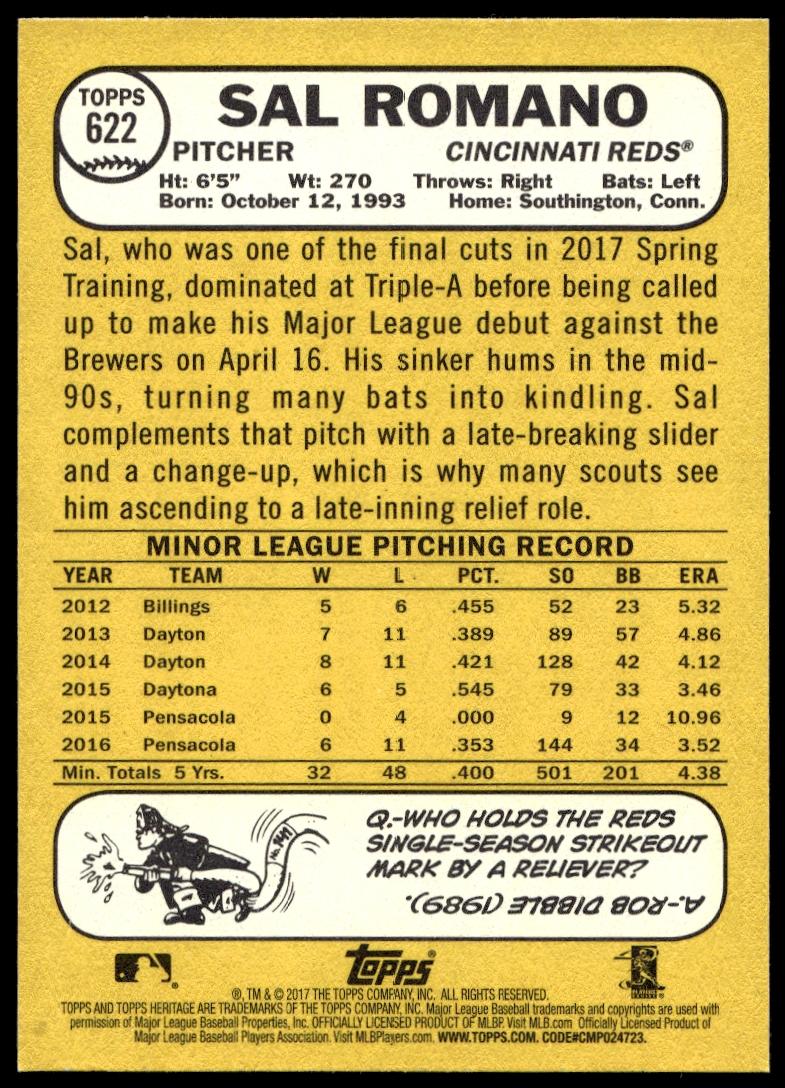 TOPPS
622
SAL ROMANO
PITCHER CINCINNATI REDS®
Ht: 6'5" Wt: 270 Throws: Right Bats: Left
Born: October 12, 1993 Home: Southington, Conn.
Sal, who was one of the final cuts in 2017 Spring
Training, dominated at Triple-A before being called
up to make his Major League debut against the
Brewers on April 16. His sinker hums in the mid-
90s, turning many bats into kindling. Sal
complements that pitch with a late-breaking slider
and a change-up, which is why many scouts see
him ascending to a late-inning relief role.
MINOR LEAGUE PITCHING RECORD
YEAR TEAM W L PCT. SO BB ERA
2012 Billings 5 6 .455 52 23 5.32
2013 Dayton 7 11 .389 89 57 4.86
2014 Dayton 8 11 .421 128 42 4.12
2015 Daytona 6 5 .545 79 33 3.46
2015 Pensacola 0 4 .000 9 12 10.96
2016 Pensacola 6 11 .353 144 34 3.52
Min. Totals 5 Yrs. 32 48 .400 501 201 4.38
No. 141
Q.-WHO HOLDS THE REDS
SINGLE-SEASON STRIKEOUT
MARK BY A RELIEVER?
A.-ROB DIBBLE (1989).
topps®
®, TM & © 2017 THE TOPPS COMPANY, INC. ALL RIGHTS RESERVED.
TOPPS AND TOPPS HERITAGE ARE TRADEMARKS OF THE TOPPS COMPANY, INC. Major League Baseball trademarks and copyrights are used with
permission of Major League Baseball Properties, Inc. OFFICIALLY LICENSED PRODUCT OF MLBP. Visit MLB.com Officially Licensed Product of
Major League Baseball Players Association. Visit MLBPlayers.com. WWW.TOPPS.COM. CODE#CMP024723.